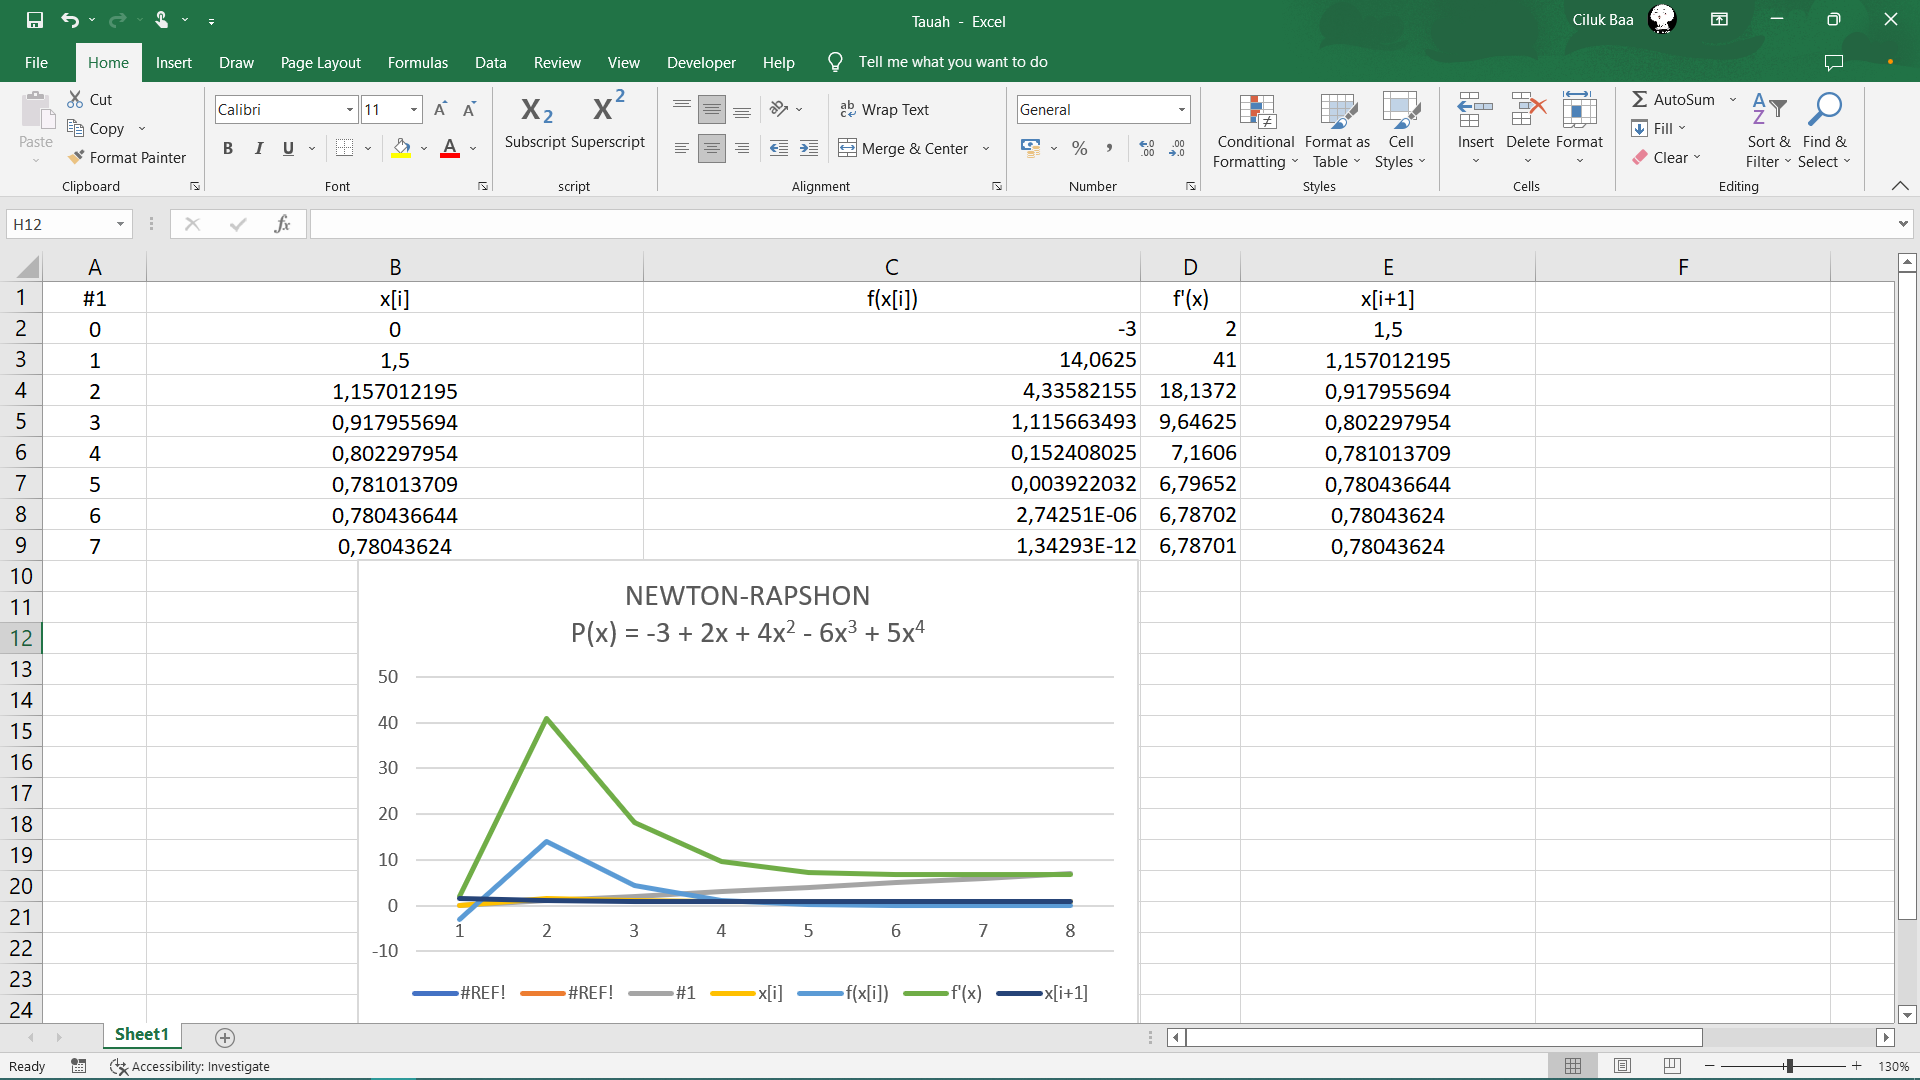 Tauah - Excel
Ciluk Baa
File Home Insert Draw Page Layout Formulas Data Review View Developer Help Tell me what you want to do
Paste
Cut
Copy
Format Painter
Clipboard
Calibri 11 A A
B I U A
Font
X2 X2
Subscript Superscript
script
ab Wrap Text
Merge & Center
Alignment
General
% , .00 .0
Number
Conditional Formatting
Format as Table
Cell Styles
Styles
Insert Delete Format
Cells
AutoSum
Fill
Clear
Sort & Filter
Find & Select
Editing
H12 fx
A B C D E F
1 #1 x[i] f(x[i]) f'(x) x[i+1]
2 0 0 -3 2 1,5
3 1 1,5 14,0625 41 1,157012195
4 2 1,157012195 4,33582155 18,1372 0,917955694
5 3 0,917955694 1,115663493 9,64625 0,802297954
6 4 0,802297954 0,152408025 7,1606 0,781013709
7 5 0,781013709 0,003922032 6,79652 0,780436644
8 6 0,780436644 2,74251E-06 6,78702 0,78043624
9 7 0,78043624 1,34293E-12 6,78701 0,78043624
10
11
12
13
14
15
16
17
18
19
20
21
22
23
24
NEWTON-RAPSHON
P(x) = -3 + 2x + 4x² - 6x³ + 5x⁴
50
40
30
20
10
0
-10
1 2 3 4 5 6 7 8
#REF! #REF! #1 x[i] f(x[i]) f'(x) x[i+1]
Sheet1
Ready Accessibility: Investigate 130%